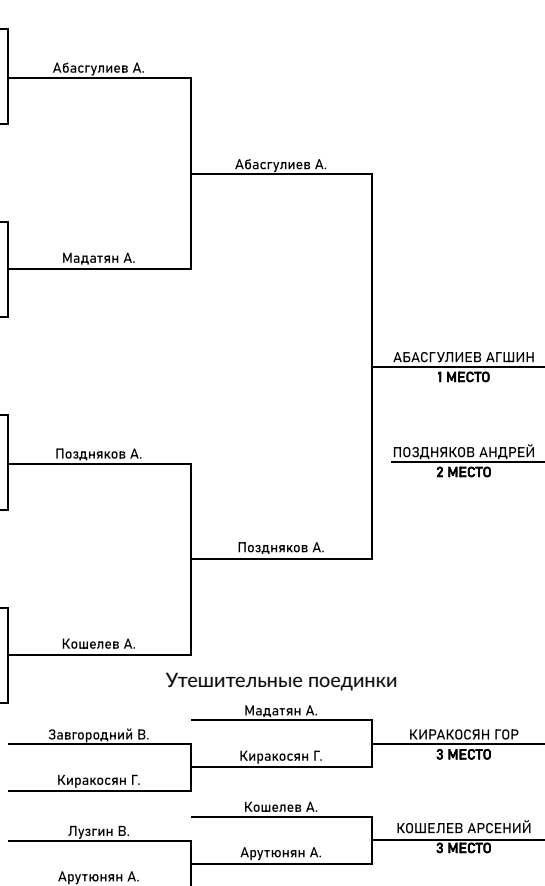 Абасгулиев А.
Абасгулиев А.
Мадатян А.
АБАСГУЛИЕВ АГШИН
1 МЕСТО
Поздняков А.
ПОЗДНЯКОВ АНДРЕЙ
2 МЕСТО
Поздняков А.
Кошелев А.
Утешительные поединки
Мадатян А.
Завгородний В.
КИРАКОСЯН ГОР
3 МЕСТО
Киракосян Г.
Киракосян Г.
Кошелев А.
Лузгин В.
КОШЕЛЕВ АРСЕНИЙ
3 МЕСТО
Арутюнян А.
Арутюнян А.